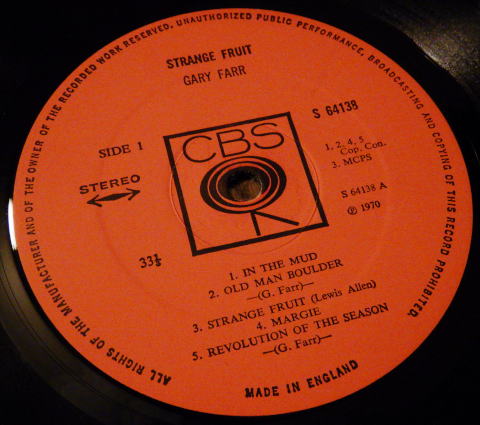 ALL RIGHTS OF THE MANUFACTURER AND OF THE OWNER OF THE RECORDED WORK RESERVED. UNAUTHORIZED PUBLIC PERFORMANCE, BROADCASTING AND COPYING OF THIS RECORD PROHIBITED.
STRANGE FRUIT
GARY FARR
S 64138
SIDE 1
CBS
1, 2, 4, 5
Cop. Con.
3. MCPS
STEREO
S 64138 A
℗ 1970
33⅓
1. IN THE MUD
2. OLD MAN BOULDER
—(G. Farr)—
3. STRANGE FRUIT (Lewis Allen)
4. MARGIE
5. REVOLUTION OF THE SEASON
—(G. Farr)—
MADE IN ENGLAND